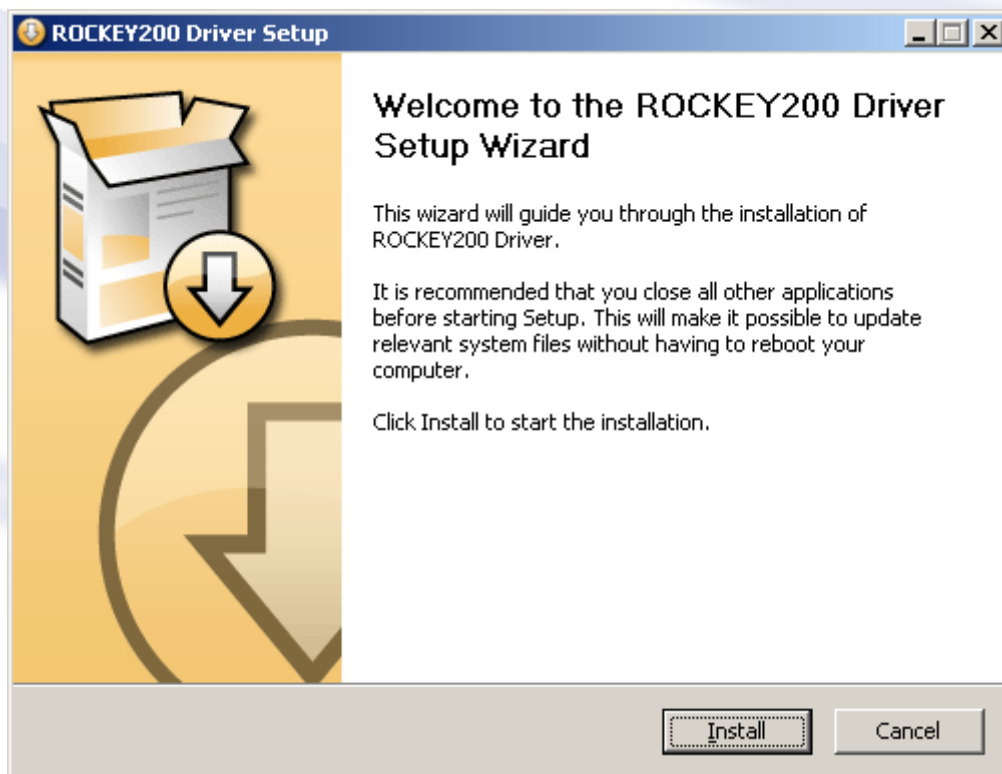 ROCKEY200 Driver Setup
Welcome to the ROCKEY200 Driver
Setup Wizard
This wizard will guide you through the installation of
ROCKEY200 Driver.
It is recommended that you close all other applications
before starting Setup. This will make it possible to update
relevant system files without having to reboot your
computer.
Click Install to start the installation.
Install
Cancel